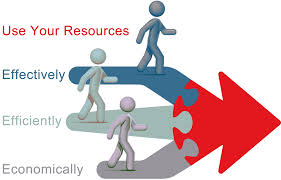 Use Your Resources
Effectively
Efficiently
Economically